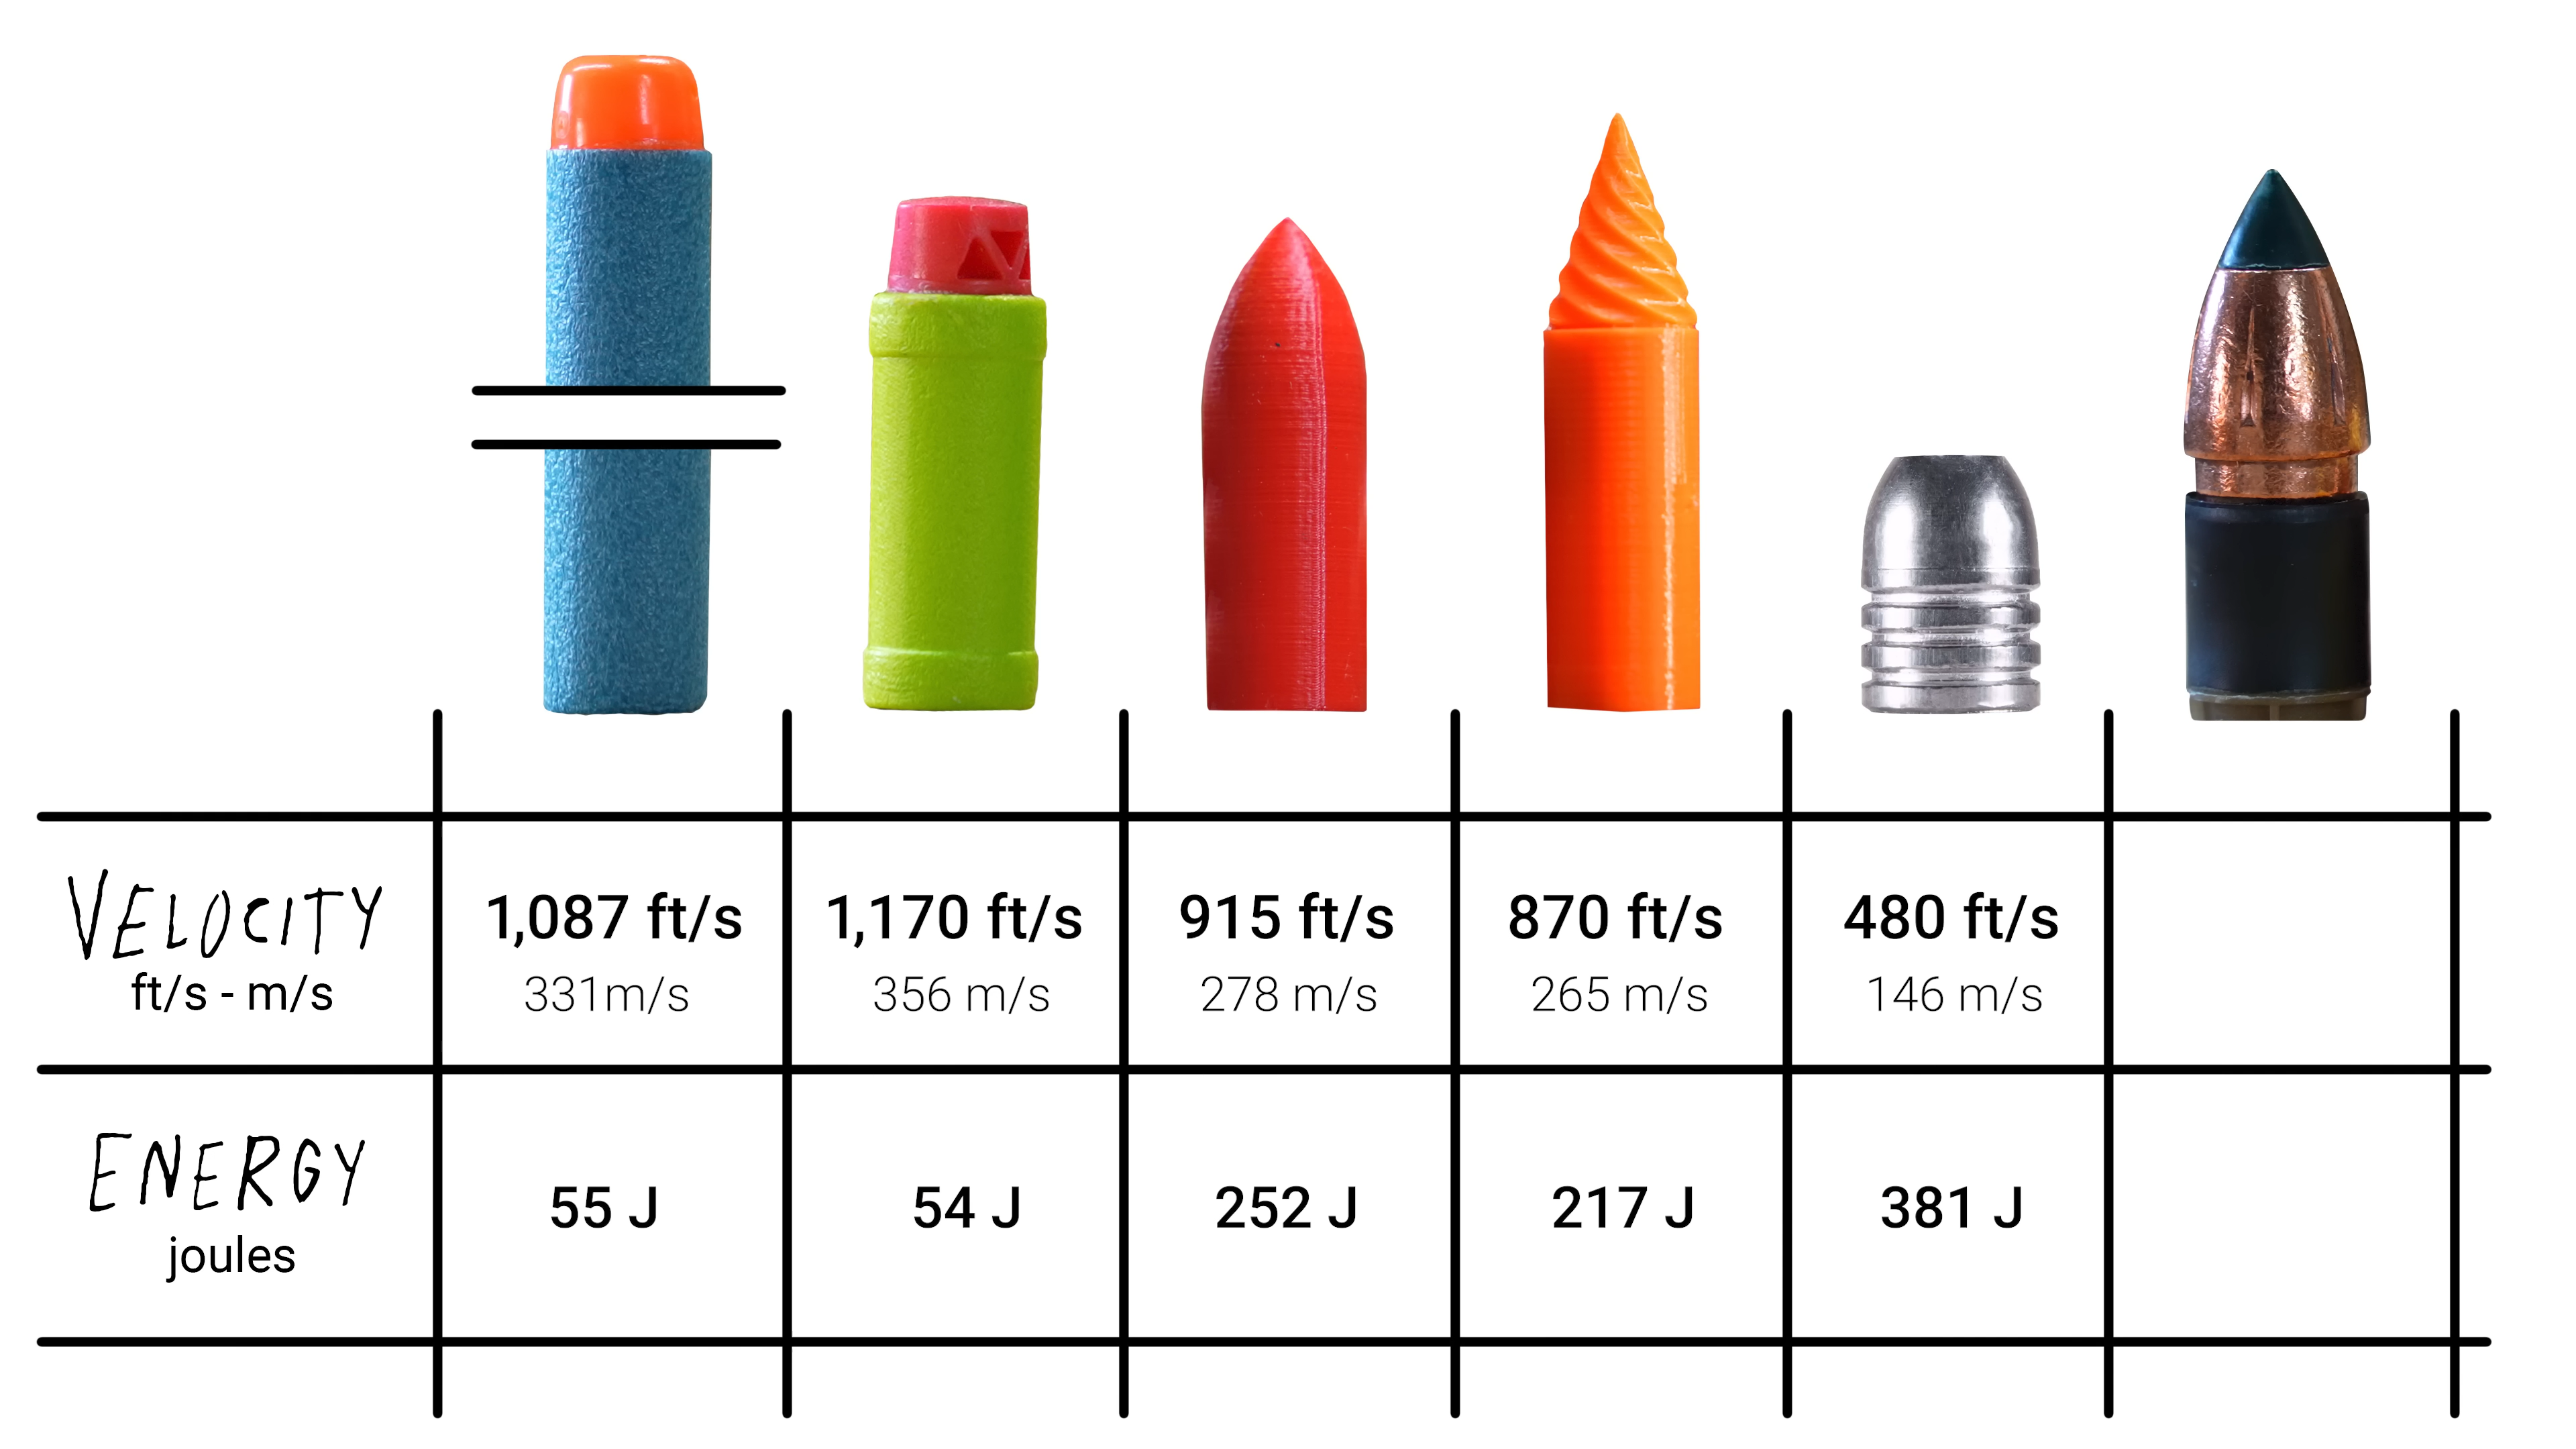 VELOCITY
ft/s - m/s
1,087 ft/s
331m/s
1,170 ft/s
356 m/s
915 ft/s
278 m/s
870 ft/s
265 m/s
480 ft/s
146 m/s
ENERGY
joules
55 J
54 J
252 J
217 J
381 J